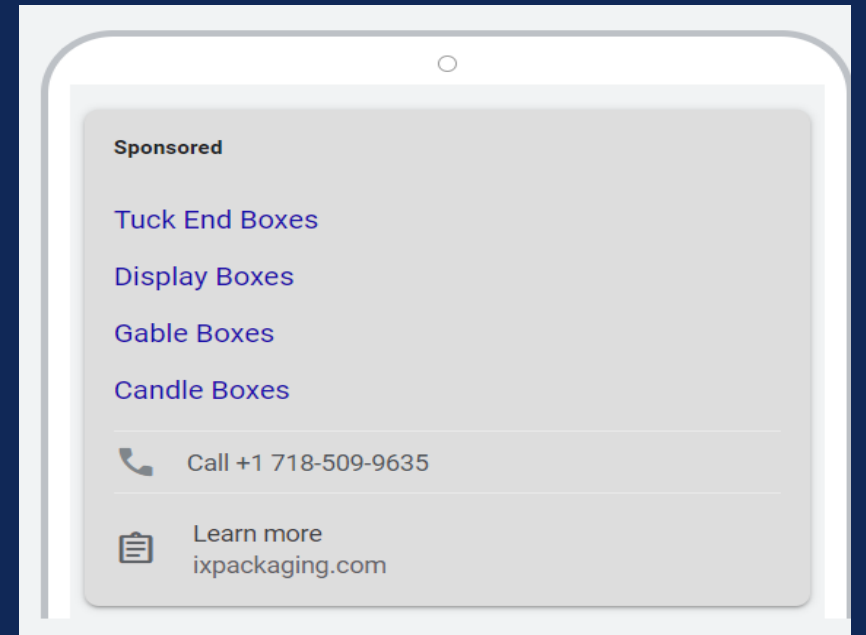 Sponsored
Tuck End Boxes
Display Boxes
Gable Boxes
Candle Boxes
Call +1 718-509-9635
Learn more
ixpackaging.com